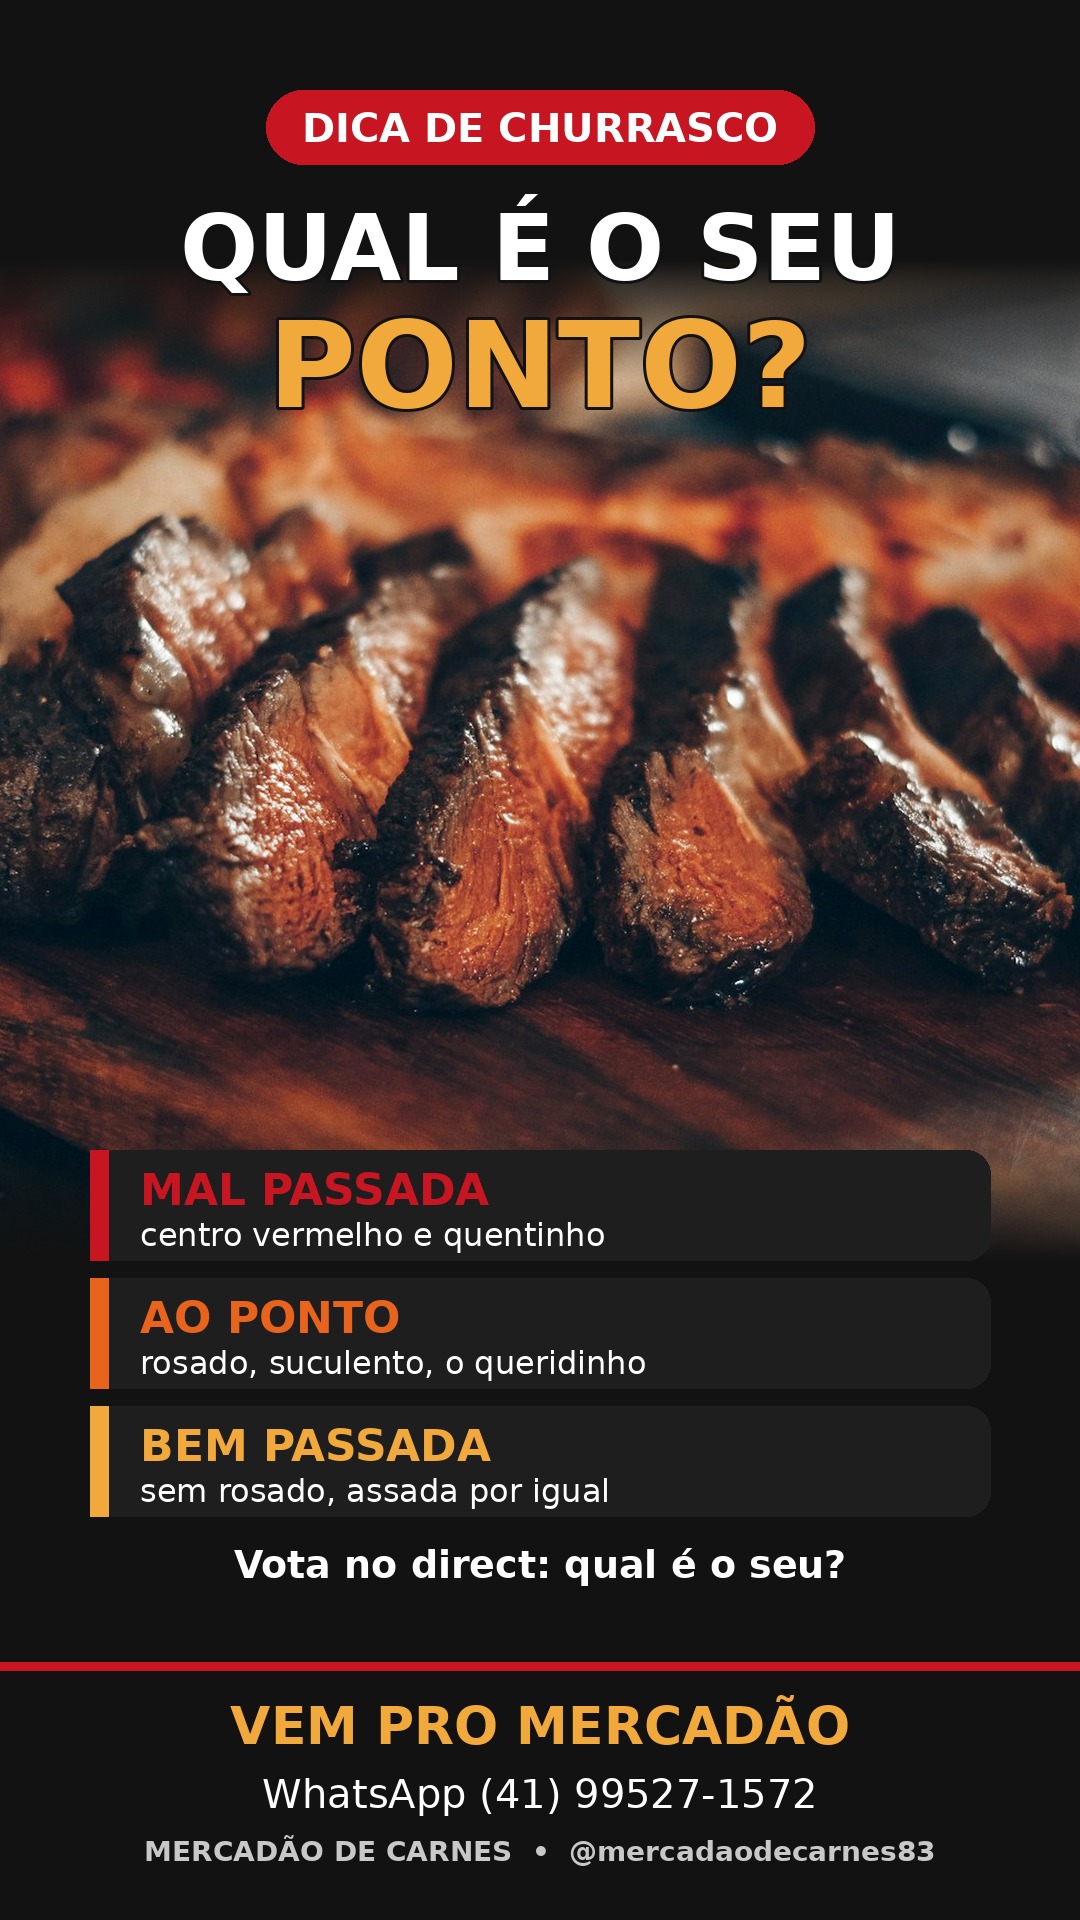 DICA DE CHURRASCO
QUAL É O SEU
PONTO?
MAL PASSADA
centro vermelho e quentinho
AO PONTO
rosado, suculento, o queridinho
BEM PASSADA
sem rosado, assada por igual
Vota no direct: qual é o seu?
VEM PRO MERCADÃO
WhatsApp (41) 99527-1572
MERCADÃO DE CARNES • @mercadaodecarnes83